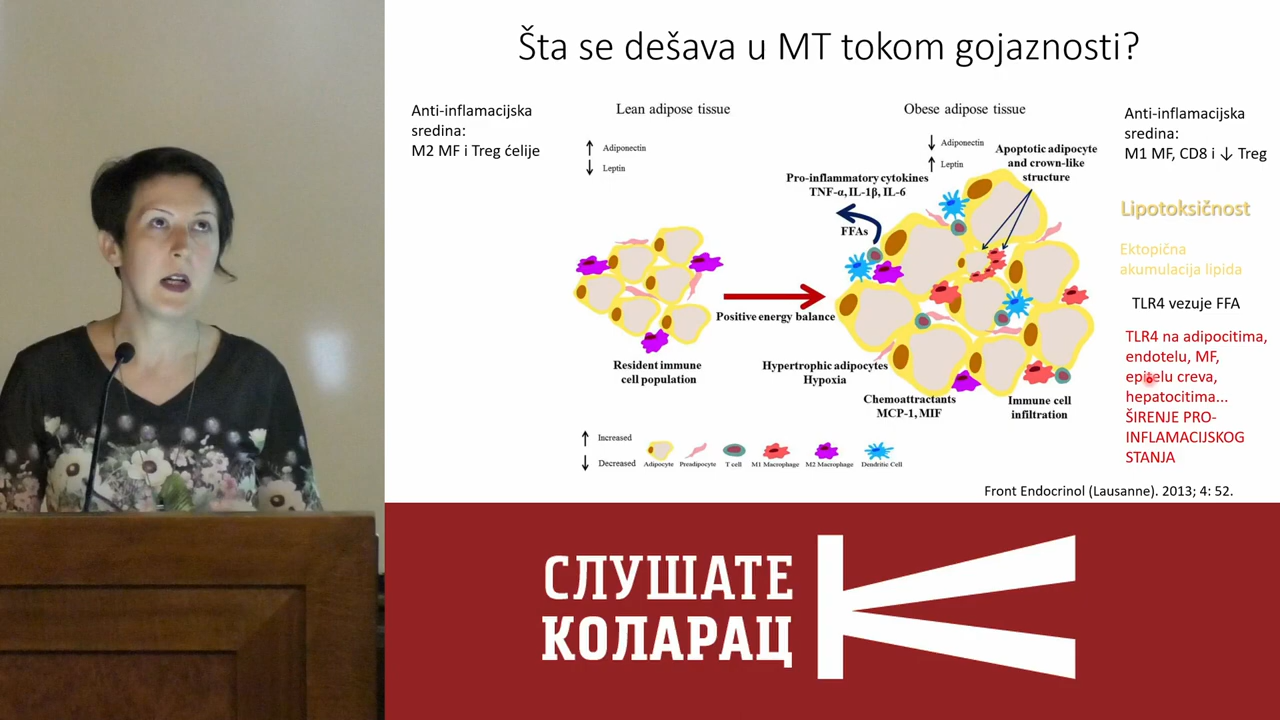 Šta se dešava u MT tokom gojaznosti?
Anti-inflamacijska
sredina:
M2 MF i Treg ćelije
Lean adipose tissue
Adiponectin
Leptin
Resident immune
cell population
Positive energy balance
Obese adipose tissue
Adiponectin
Leptin
Apoptotic adipocyte
and crown-like
structure
Pro-inflammatory cytokines
TNF-α, IL-1β, IL-6
FFAs
Hypertrophic adipocytes
Hypoxia
Chemoattractants
MCP-1, MIF
Immune cell
infiltration
Increased
Decreased
Adipocyte
Preadipocyte
T cell
M1 Macrophage
M2 Macrophage
Dendritic Cell
Anti-inflamacijska
sredina:
M1 MF, CD8 i ↓ Treg
Lipotoksičnost
Ektopična
akumulacija lipida
TLR4 vezuje FFA
TLR4 na adipocitima,
endotelu, MF,
epitelu creva,
hepatocitima...
ŠIRENJE PRO-
INFLAMACIJSKOG
STANJA
Front Endocrinol (Lausanne). 2013; 4: 52.
СЛУШАТЕ
КОЛАРАЦ